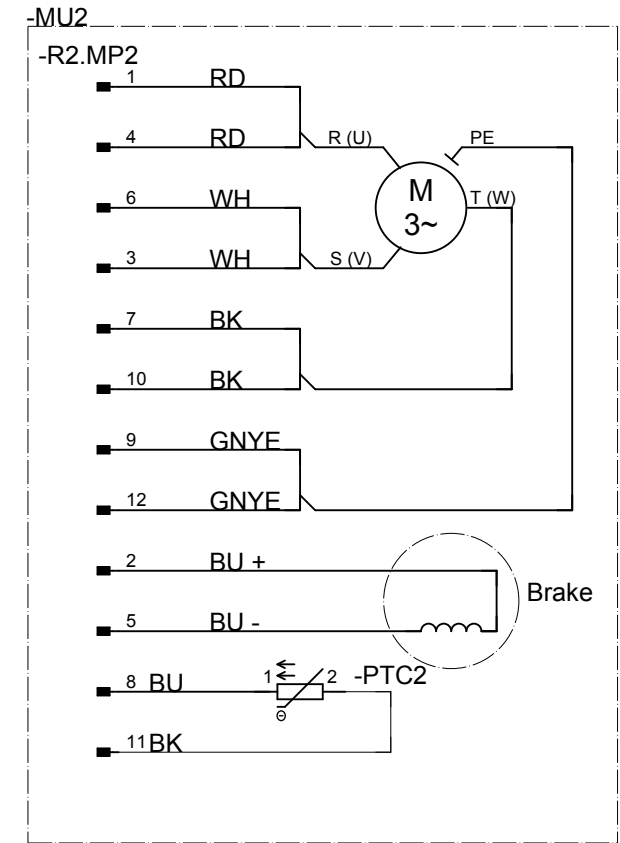 -MU2
-R2.MP2
1 RD
4 RD R (U) PE
M
3~
6 WH T (W)
3 WH S (V)
7 BK
10 BK
9 GNYE
12 GNYE
2 BU +
Brake
5 BU -
8 BU 1 2 -PTC2
Θ
11 BK